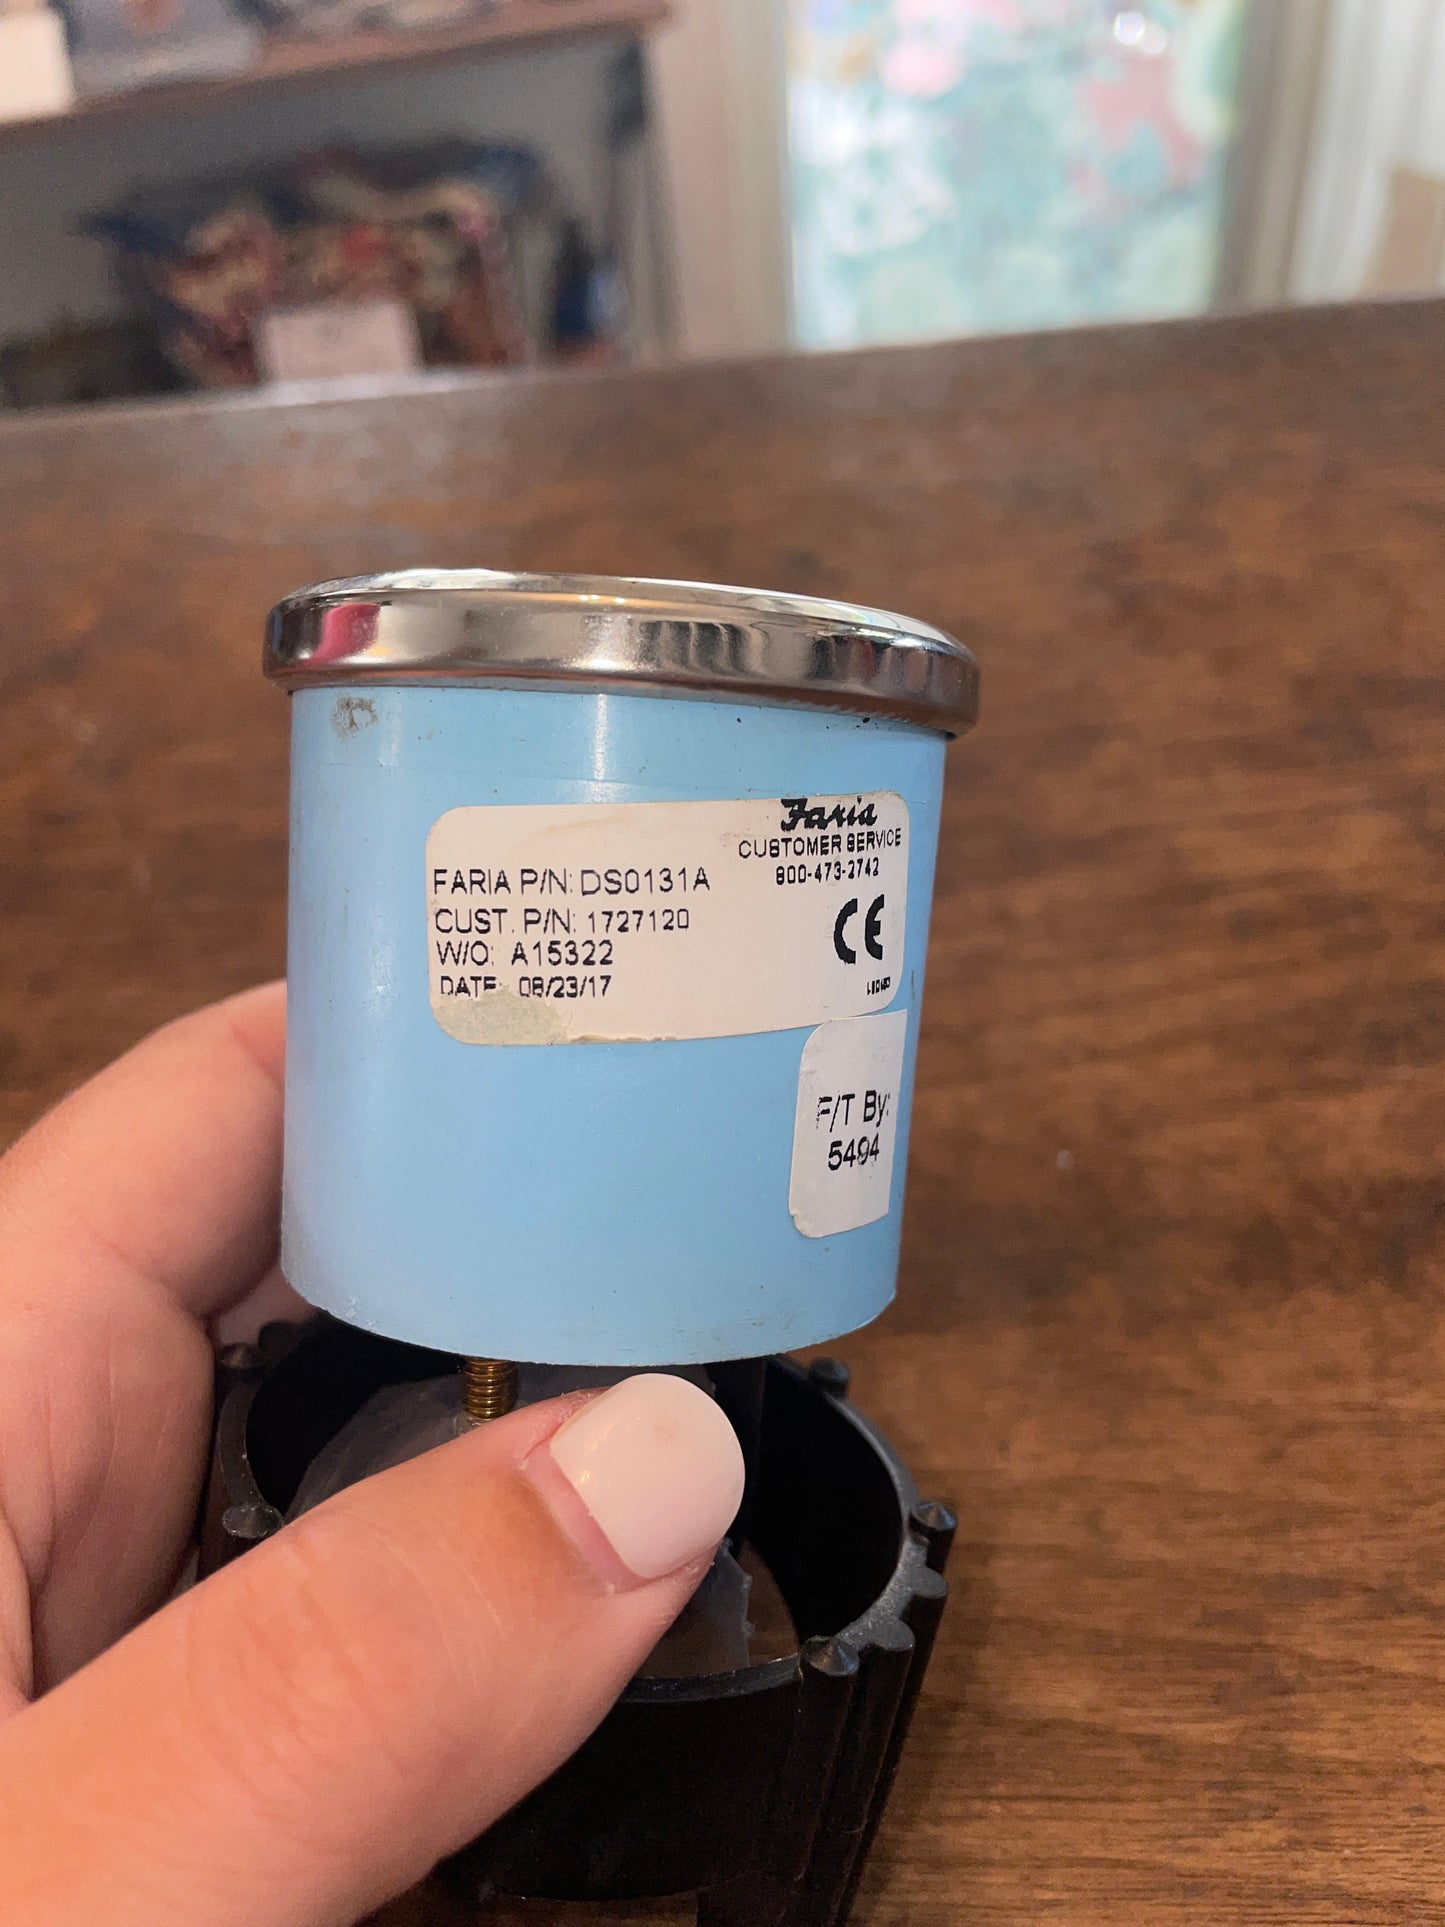 Faria
CUSTOMER SERVICE
800-473-2742
FARIA P/N: DS0131A
CUST. P/N: 1727120
W/O: A15322
DATE: 08/23/17
CE
F/T By:
5494